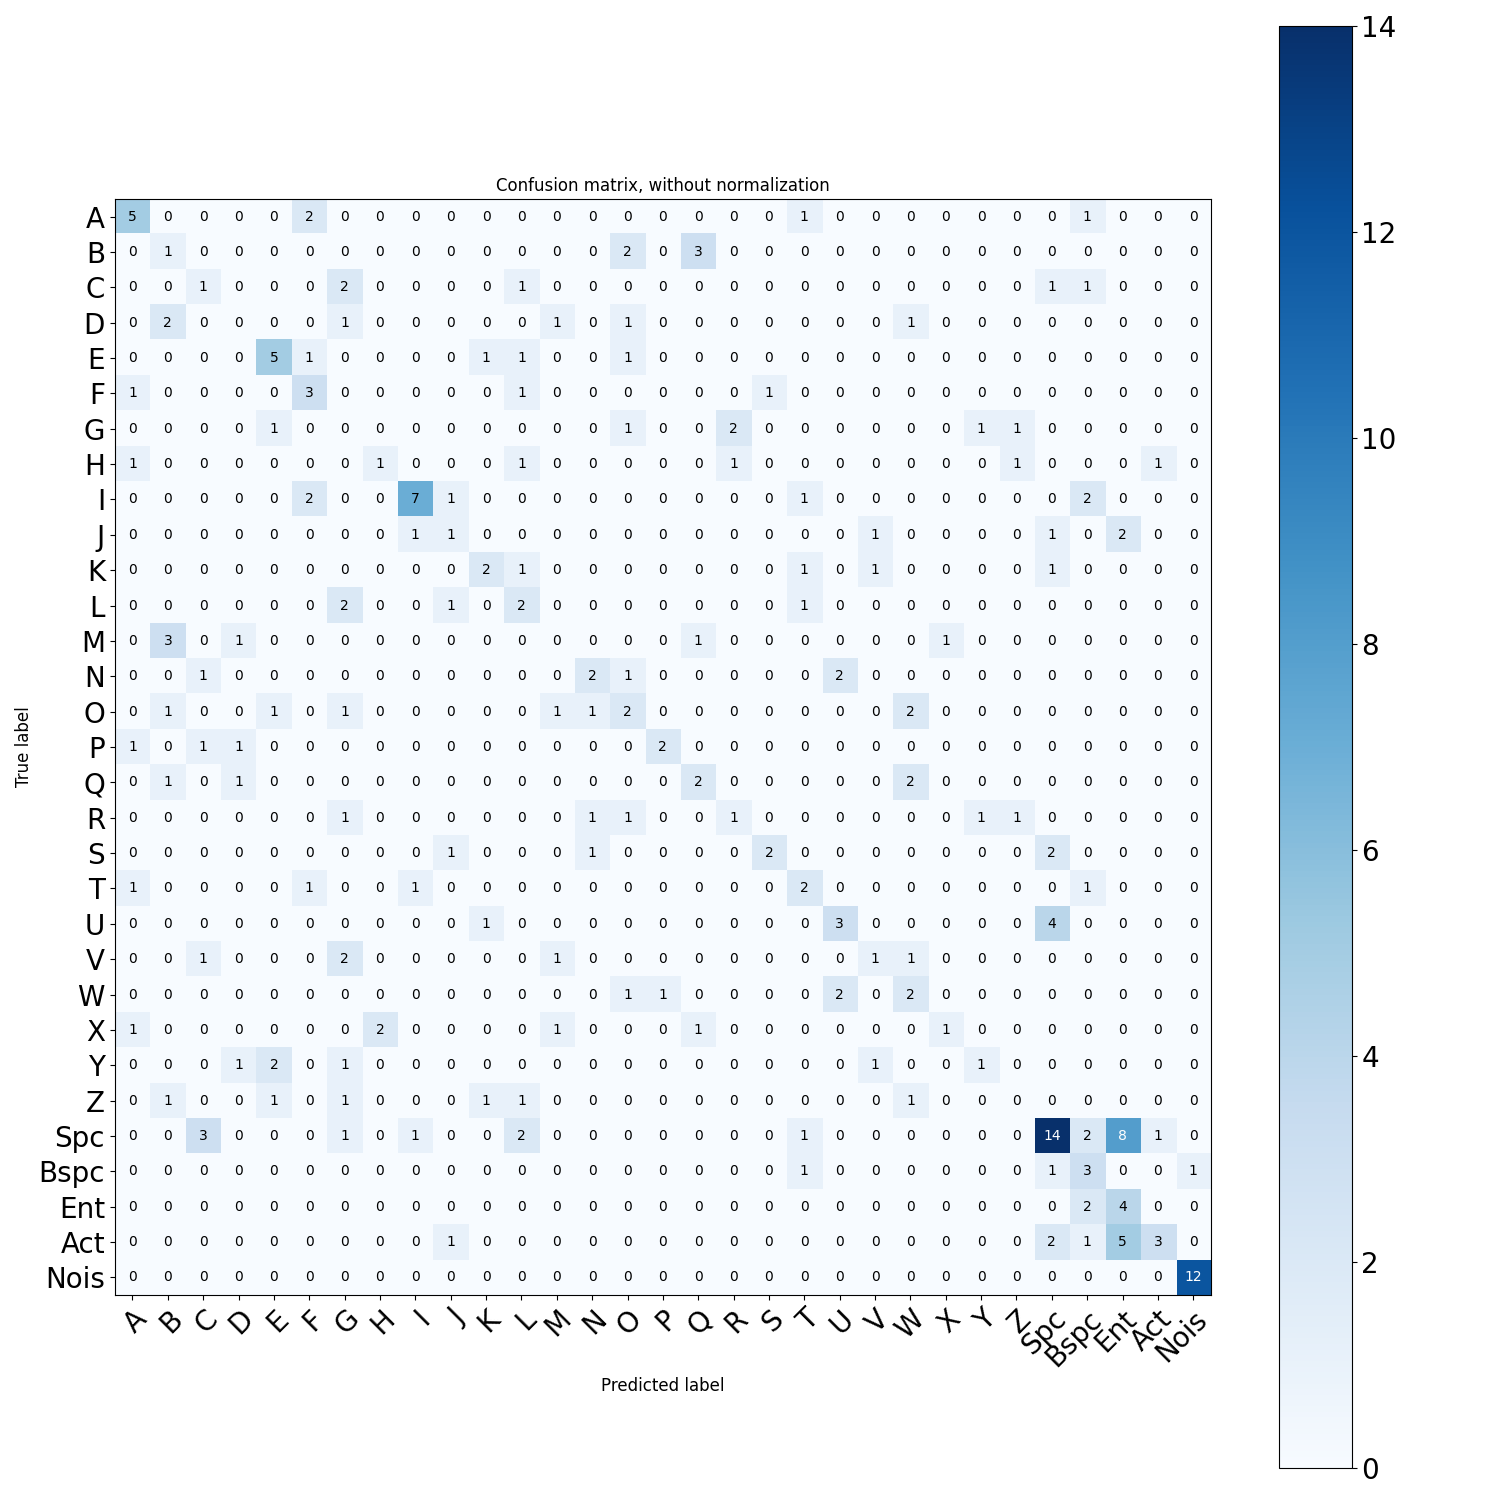 14
12
10
8
6
4
2
0
Confusion matrix, without normalization
True label
A 5 0 0 0 0 2 0 0 0 0 0 0 0 0 0 0 0 0 0 1 0 0 0 0 0 0 0 1 0 0 0
B 0 1 0 0 0 0 0 0 0 0 0 0 0 0 2 0 3 0 0 0 0 0 0 0 0 0 0 0 0 0 0
C 0 0 1 0 0 0 2 0 0 0 0 1 0 0 0 0 0 0 0 0 0 0 0 0 0 0 1 1 0 0 0
D 0 2 0 0 0 0 1 0 0 0 0 0 1 0 1 0 0 0 0 0 0 0 1 0 0 0 0 0 0 0 0
E 0 0 0 0 5 1 0 0 0 0 1 1 0 0 1 0 0 0 0 0 0 0 0 0 0 0 0 0 0 0 0
F 1 0 0 0 0 3 0 0 0 0 0 1 0 0 0 0 0 0 1 0 0 0 0 0 0 0 0 0 0 0 0
G 0 0 0 0 1 0 0 0 0 0 0 0 0 0 1 0 0 2 0 0 0 0 0 0 1 1 0 0 0 0 0
H 1 0 0 0 0 0 0 1 0 0 0 1 0 0 0 0 0 1 0 0 0 0 0 0 0 1 0 0 0 1 0
I 0 0 0 0 0 2 0 0 7 1 0 0 0 0 0 0 0 0 0 1 0 0 0 0 0 0 0 2 0 0 0
J 0 0 0 0 0 0 0 0 1 1 0 0 0 0 0 0 0 0 0 0 0 1 0 0 0 0 1 0 2 0 0
K 0 0 0 0 0 0 0 0 0 0 2 1 0 0 0 0 0 0 0 1 0 1 0 0 0 0 1 0 0 0 0
L 0 0 0 0 0 0 2 0 0 1 0 2 0 0 0 0 0 0 0 1 0 0 0 0 0 0 0 0 0 0 0
M 0 3 0 1 0 0 0 0 0 0 0 0 0 0 0 0 1 0 0 0 0 0 0 1 0 0 0 0 0 0 0
N 0 0 1 0 0 0 0 0 0 0 0 0 0 2 1 0 0 0 0 0 2 0 0 0 0 0 0 0 0 0 0
O 0 1 0 0 1 0 1 0 0 0 0 0 1 1 2 0 0 0 0 0 0 0 2 0 0 0 0 0 0 0 0
P 1 0 1 1 0 0 0 0 0 0 0 0 0 0 0 2 0 0 0 0 0 0 0 0 0 0 0 0 0 0 0
Q 0 1 0 1 0 0 0 0 0 0 0 0 0 0 0 0 2 0 0 0 0 0 2 0 0 0 0 0 0 0 0
R 0 0 0 0 0 0 1 0 0 0 0 0 0 1 1 0 0 1 0 0 0 0 0 0 1 1 0 0 0 0 0
S 0 0 0 0 0 0 0 0 0 1 0 0 0 1 0 0 0 0 2 0 0 0 0 0 0 0 2 0 0 0 0
T 1 0 0 0 0 1 0 0 1 0 0 0 0 0 0 0 0 0 0 2 0 0 0 0 0 0 0 1 0 0 0
U 0 0 0 0 0 0 0 0 0 0 1 0 0 0 0 0 0 0 0 0 3 0 0 0 0 0 4 0 0 0 0
V 0 0 1 0 0 0 2 0 0 0 0 0 1 0 0 0 0 0 0 0 0 1 1 0 0 0 0 0 0 0 0
W 0 0 0 0 0 0 0 0 0 0 0 0 0 0 1 1 0 0 0 0 2 0 2 0 0 0 0 0 0 0 0
X 1 0 0 0 0 0 0 2 0 0 0 0 1 0 0 0 1 0 0 0 0 0 0 1 0 0 0 0 0 0 0
Y 0 0 0 1 2 0 1 0 0 0 0 0 0 0 0 0 0 0 0 0 0 1 0 0 1 0 0 0 0 0 0
Z 0 1 0 0 1 0 1 0 0 0 1 1 0 0 0 0 0 0 0 0 0 0 1 0 0 0 0 0 0 0 0
Spc 0 0 3 0 0 0 1 0 1 0 0 2 0 0 0 0 0 0 0 1 0 0 0 0 0 0 14 2 8 1 0
Bspc 0 0 0 0 0 0 0 0 0 0 0 0 0 0 0 0 0 0 0 1 0 0 0 0 0 0 1 3 0 0 1
Ent 0 0 0 0 0 0 0 0 0 0 0 0 0 0 0 0 0 0 0 0 0 0 0 0 0 0 0 2 4 0 0
Act 0 0 0 0 0 0 0 0 0 1 0 0 0 0 0 0 0 0 0 0 0 0 0 0 0 0 2 1 5 3 0
Nois 0 0 0 0 0 0 0 0 0 0 0 0 0 0 0 0 0 0 0 0 0 0 0 0 0 0 0 0 0 0 12
A B C D E F G H I J K L M N O P Q R S T U V W X Y Z Spc Bspc Ent Act Nois
Predicted label